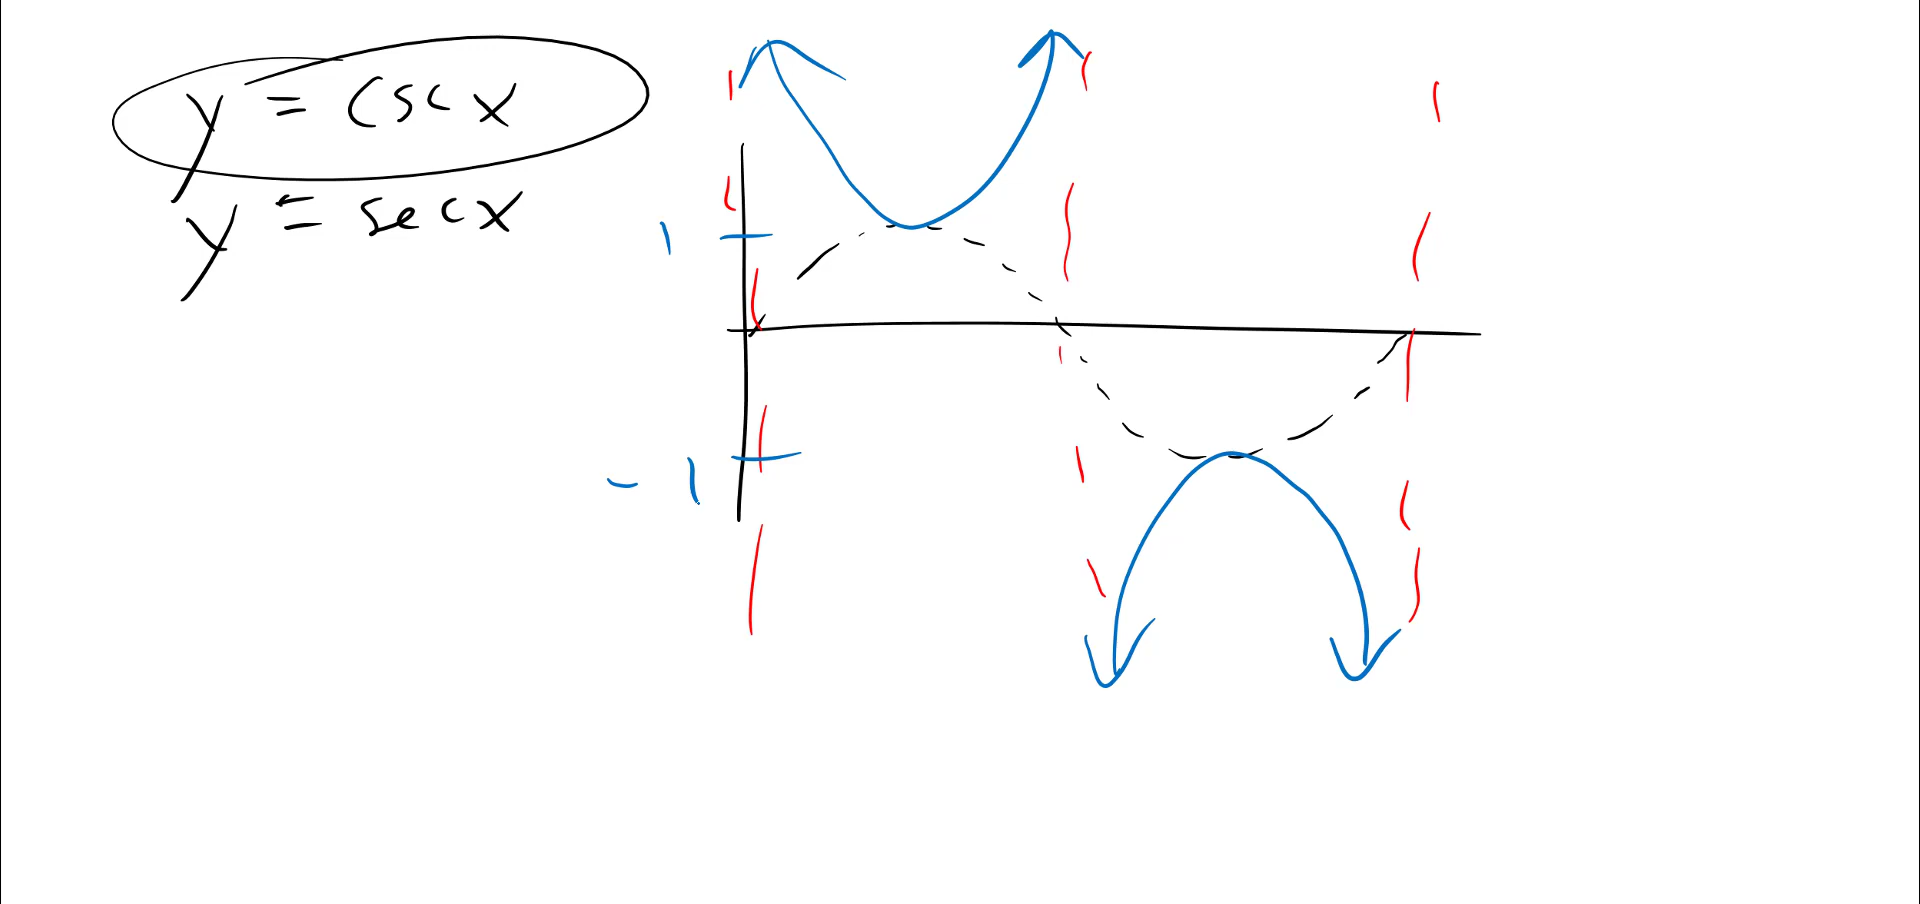 y = csc x
y = sec x
1
- 1